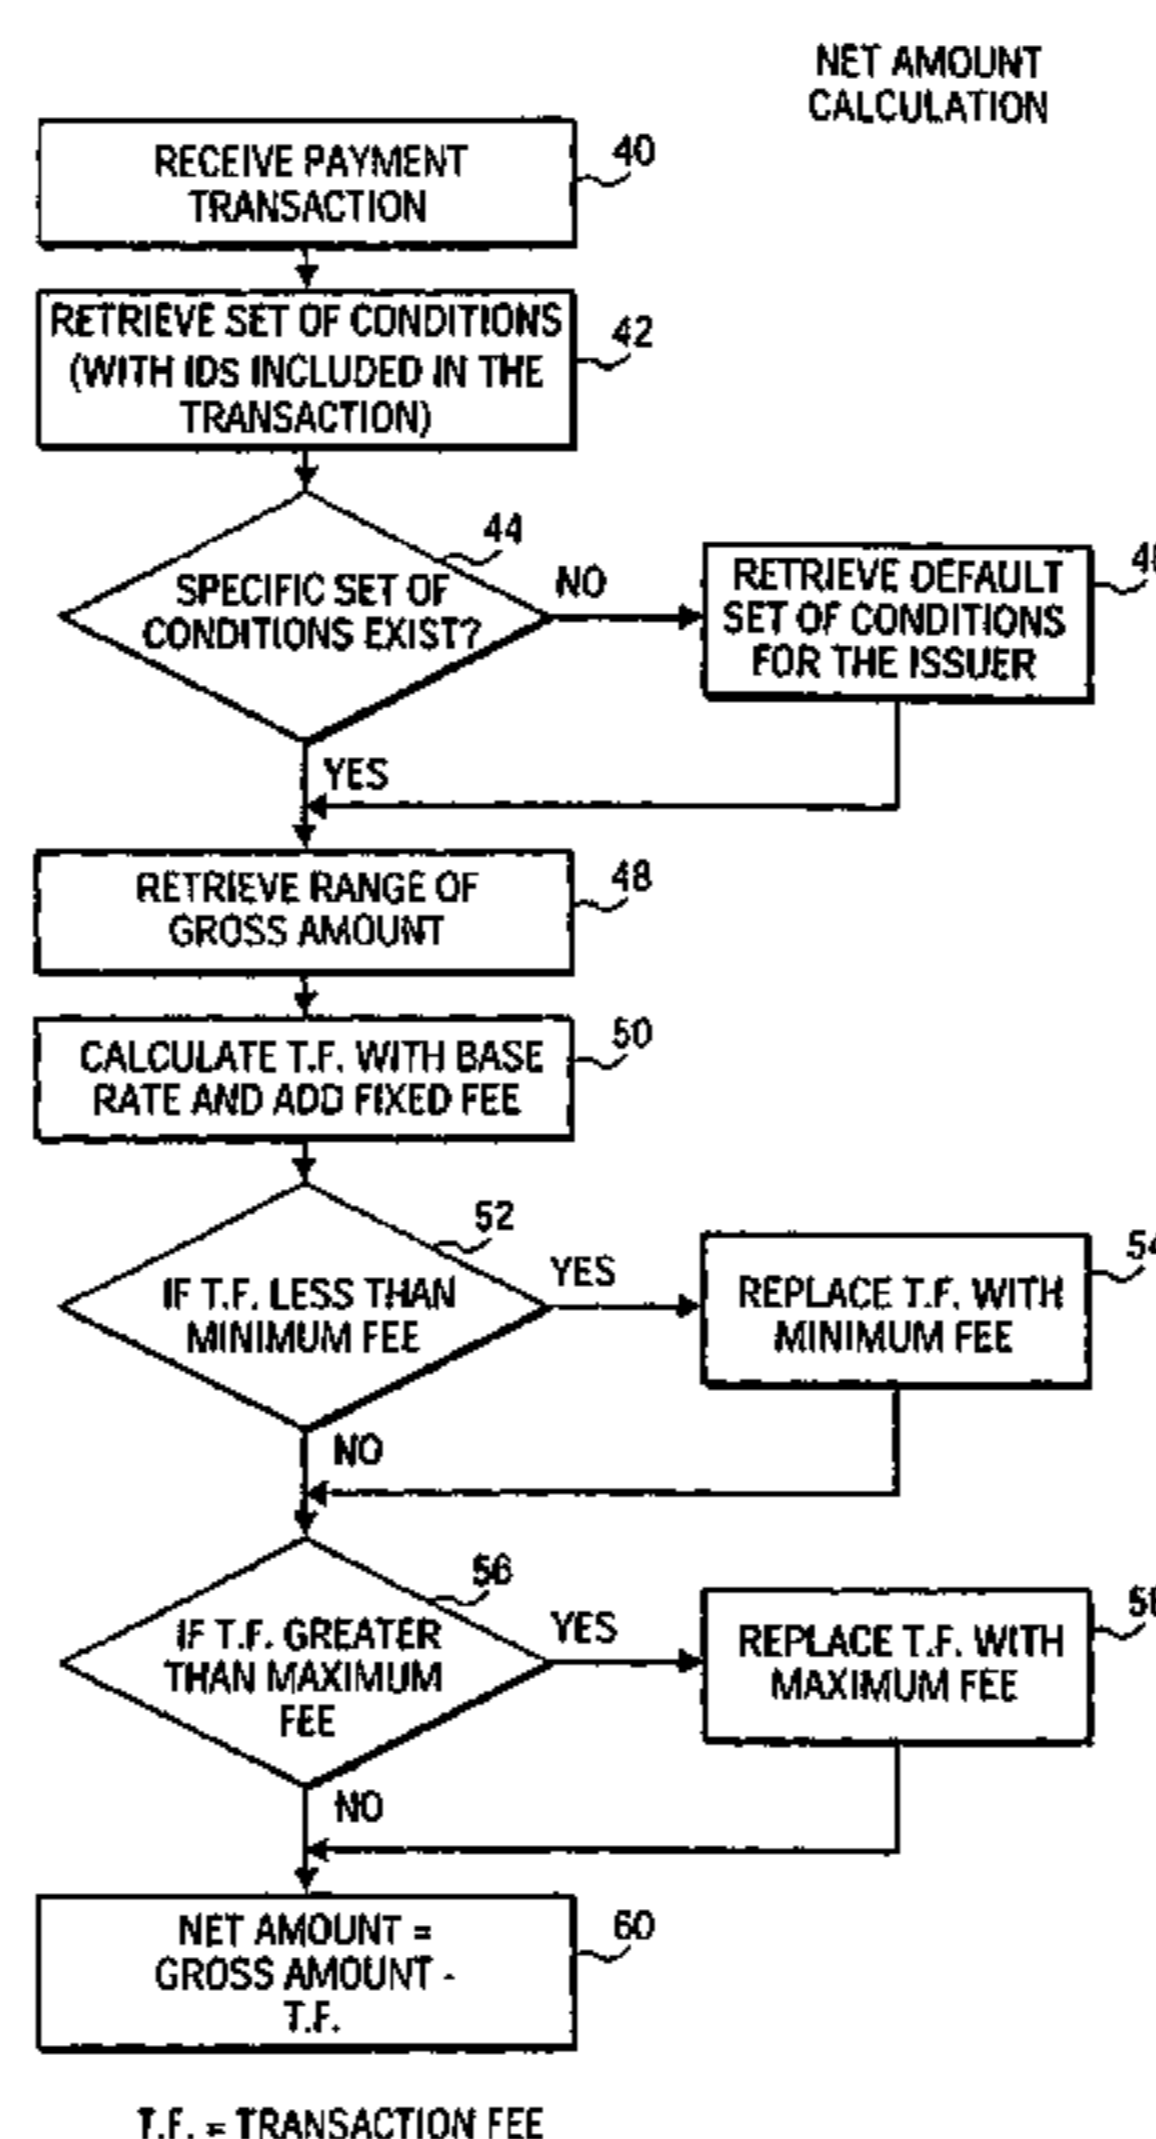 NET AMOUNT
CALCULATION
RECEIVE PAYMENT
TRANSACTION
40
RETRIEVE SET OF CONDITIONS
(WITH IDS INCLUDED IN THE
TRANSACTION)
42
SPECIFIC SET OF
CONDITIONS EXIST?
44
NO
RETRIEVE DEFAULT
SET OF CONDITIONS
FOR THE ISSUER
YES
RETRIEVE RANGE OF
GROSS AMOUNT
48
CALCULATE T.F. WITH BASE
RATE AND ADD FIXED FEE
50
IF T.F. LESS THAN
MINIMUM FEE
52
YES
REPLACE T.F. WITH
MINIMUM FEE
54
NO
IF T.F. GREATER
THAN MAXIMUM
FEE
56
YES
REPLACE T.F. WITH
MAXIMUM FEE
NO
NET AMOUNT =
GROSS AMOUNT -
T.F.
60
T.F. = TRANSACTION FEE